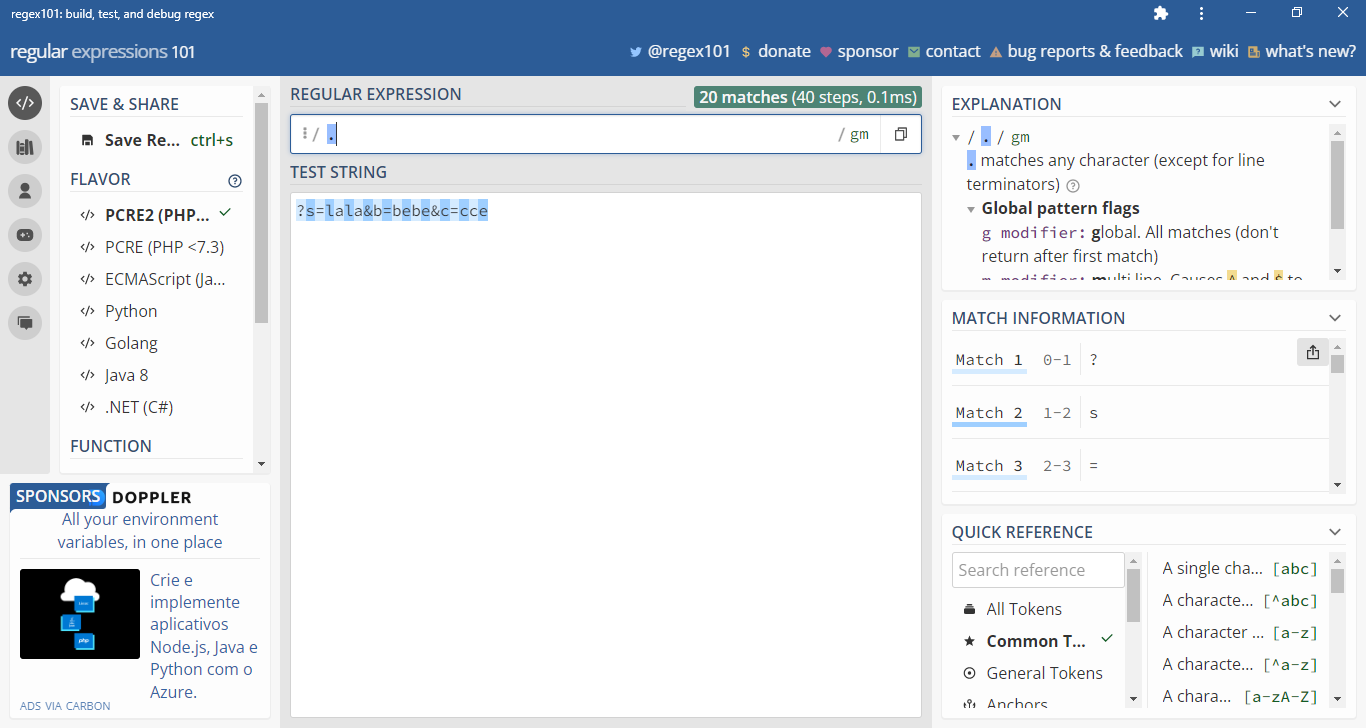 regex101: build, test, and debug regex
regular expressions 101
@regex101 $ donate sponsor contact bug reports & feedback wiki what's new?
SAVE & SHARE
Save Re... ctrl+s
FLAVOR
</> PCRE2 (PHP...
</> PCRE (PHP <7.3)
</> ECMAScript (Ja...
</> Python
</> Golang
</> Java 8
</> .NET (C#)
FUNCTION
SPONSORS DOPPLER
All your environment
variables, in one place
Crie e
implemente
aplicativos
Node.js, Java e
Python com o
Azure.
php
ADS VIA CARBON
REGULAR EXPRESSION
20 matches (40 steps, 0.1ms)
/ . / gm
TEST STRING
?s=lala&b=bebe&c=cce
EXPLANATION
/ . / gm
. matches any character (except for line
terminators)
Global pattern flags
g modifier: global. All matches (don't
return after first match)
m modifier: multi line. Causes ^ and $ to
MATCH INFORMATION
Match 1 0-1 ?
Match 2 1-2 s
Match 3 2-3 =
QUICK REFERENCE
Search reference
All Tokens
Common T...
General Tokens
Anchors
A single cha... [abc]
A characte... [^abc]
A character ... [a-z]
A characte... [^a-z]
A chara... [a-zA-Z]